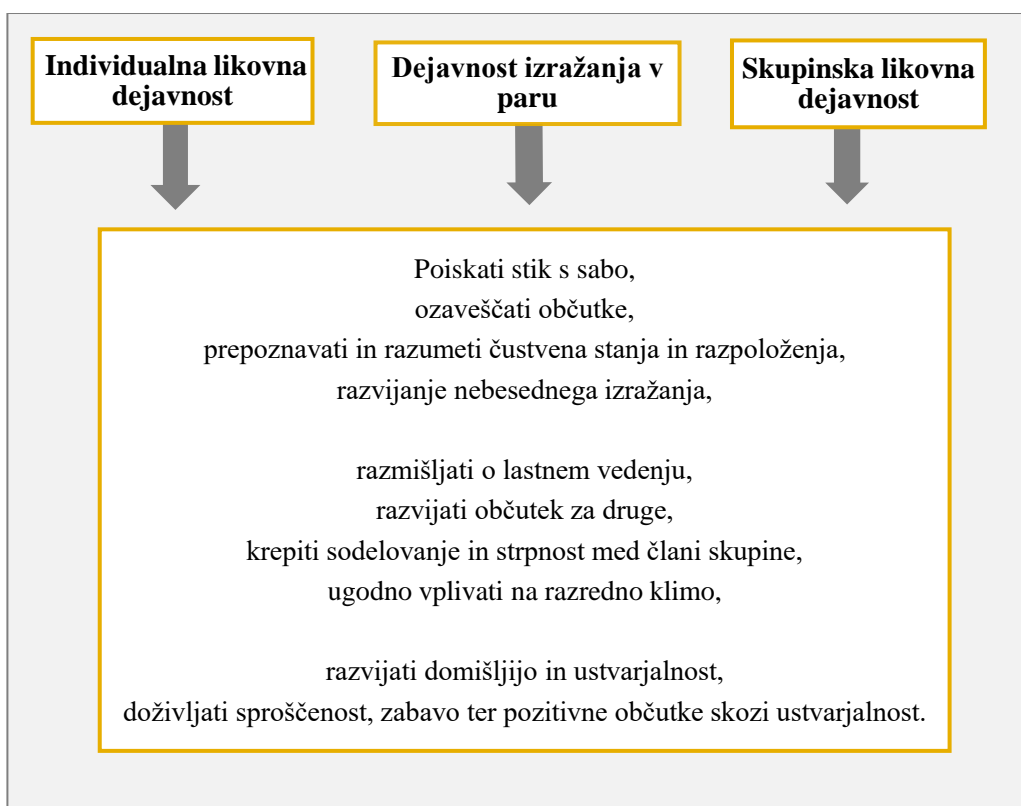 Individualna likovna
dejavnost
Dejavnost izražanja v
paru
Skupinska likovna
dejavnost
Poiskati stik s sabo,
ozaveščati občutke,
prepoznavati in razumeti čustvena stanja in razpoloženja,
razvijanje nebesednega izražanja,
razmišljati o lastnem vedenju,
razvijati občutek za druge,
krepiti sodelovanje in strpnost med člani skupine,
ugodno vplivati na razredno klimo,
razvijati domišljijo in ustvarjalnost,
doživljati sproščenost, zabavo ter pozitivne občutke skozi ustvarjalnost.